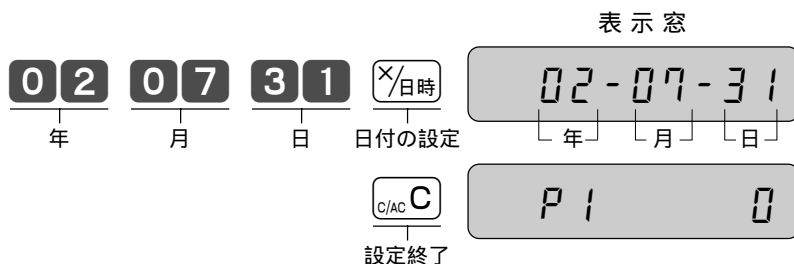 表示窓
02 07 31 ×/日時 02-07-31
年 月 日 日付の設定 年 月 日
C/AC C P1 0
設定終了